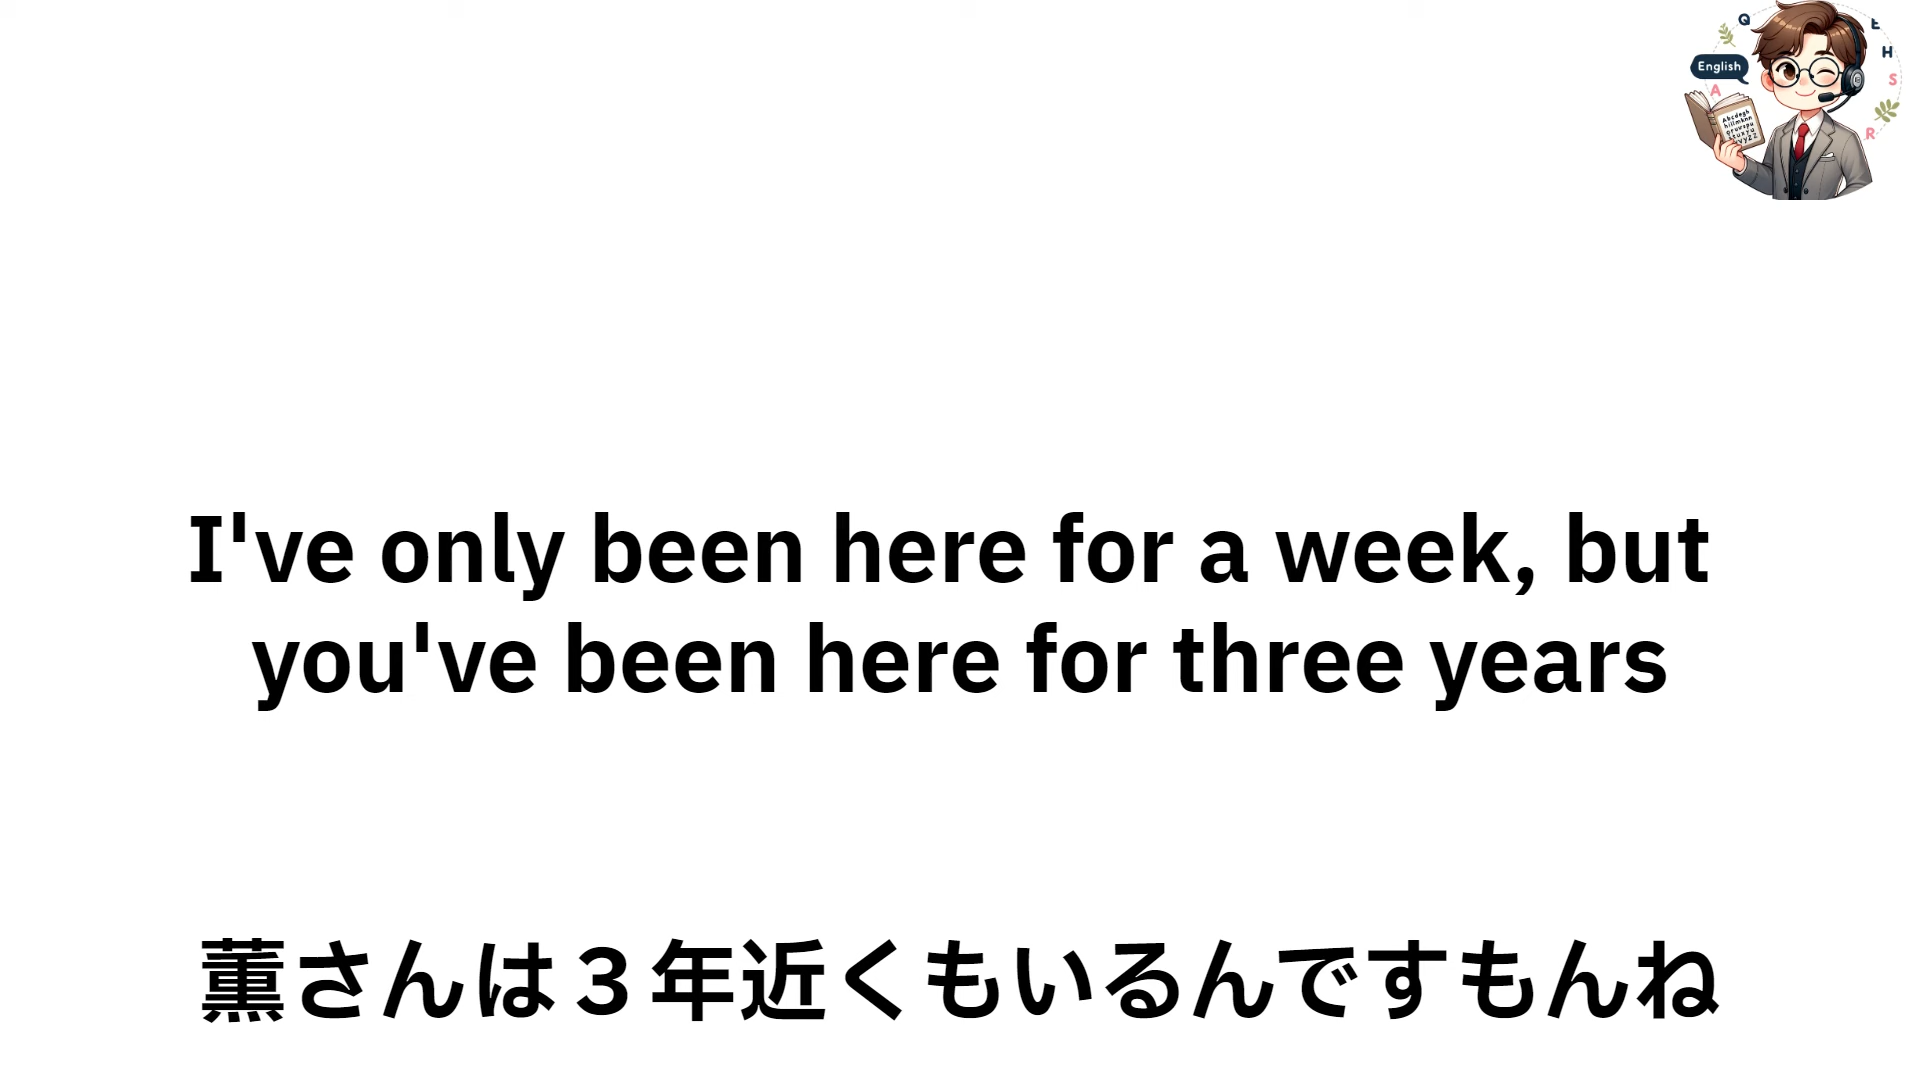 English
Q
E
H
S
A
R
I've only been here for a week, but
you've been here for three years
薫さんは３年近くもいるんですもんね